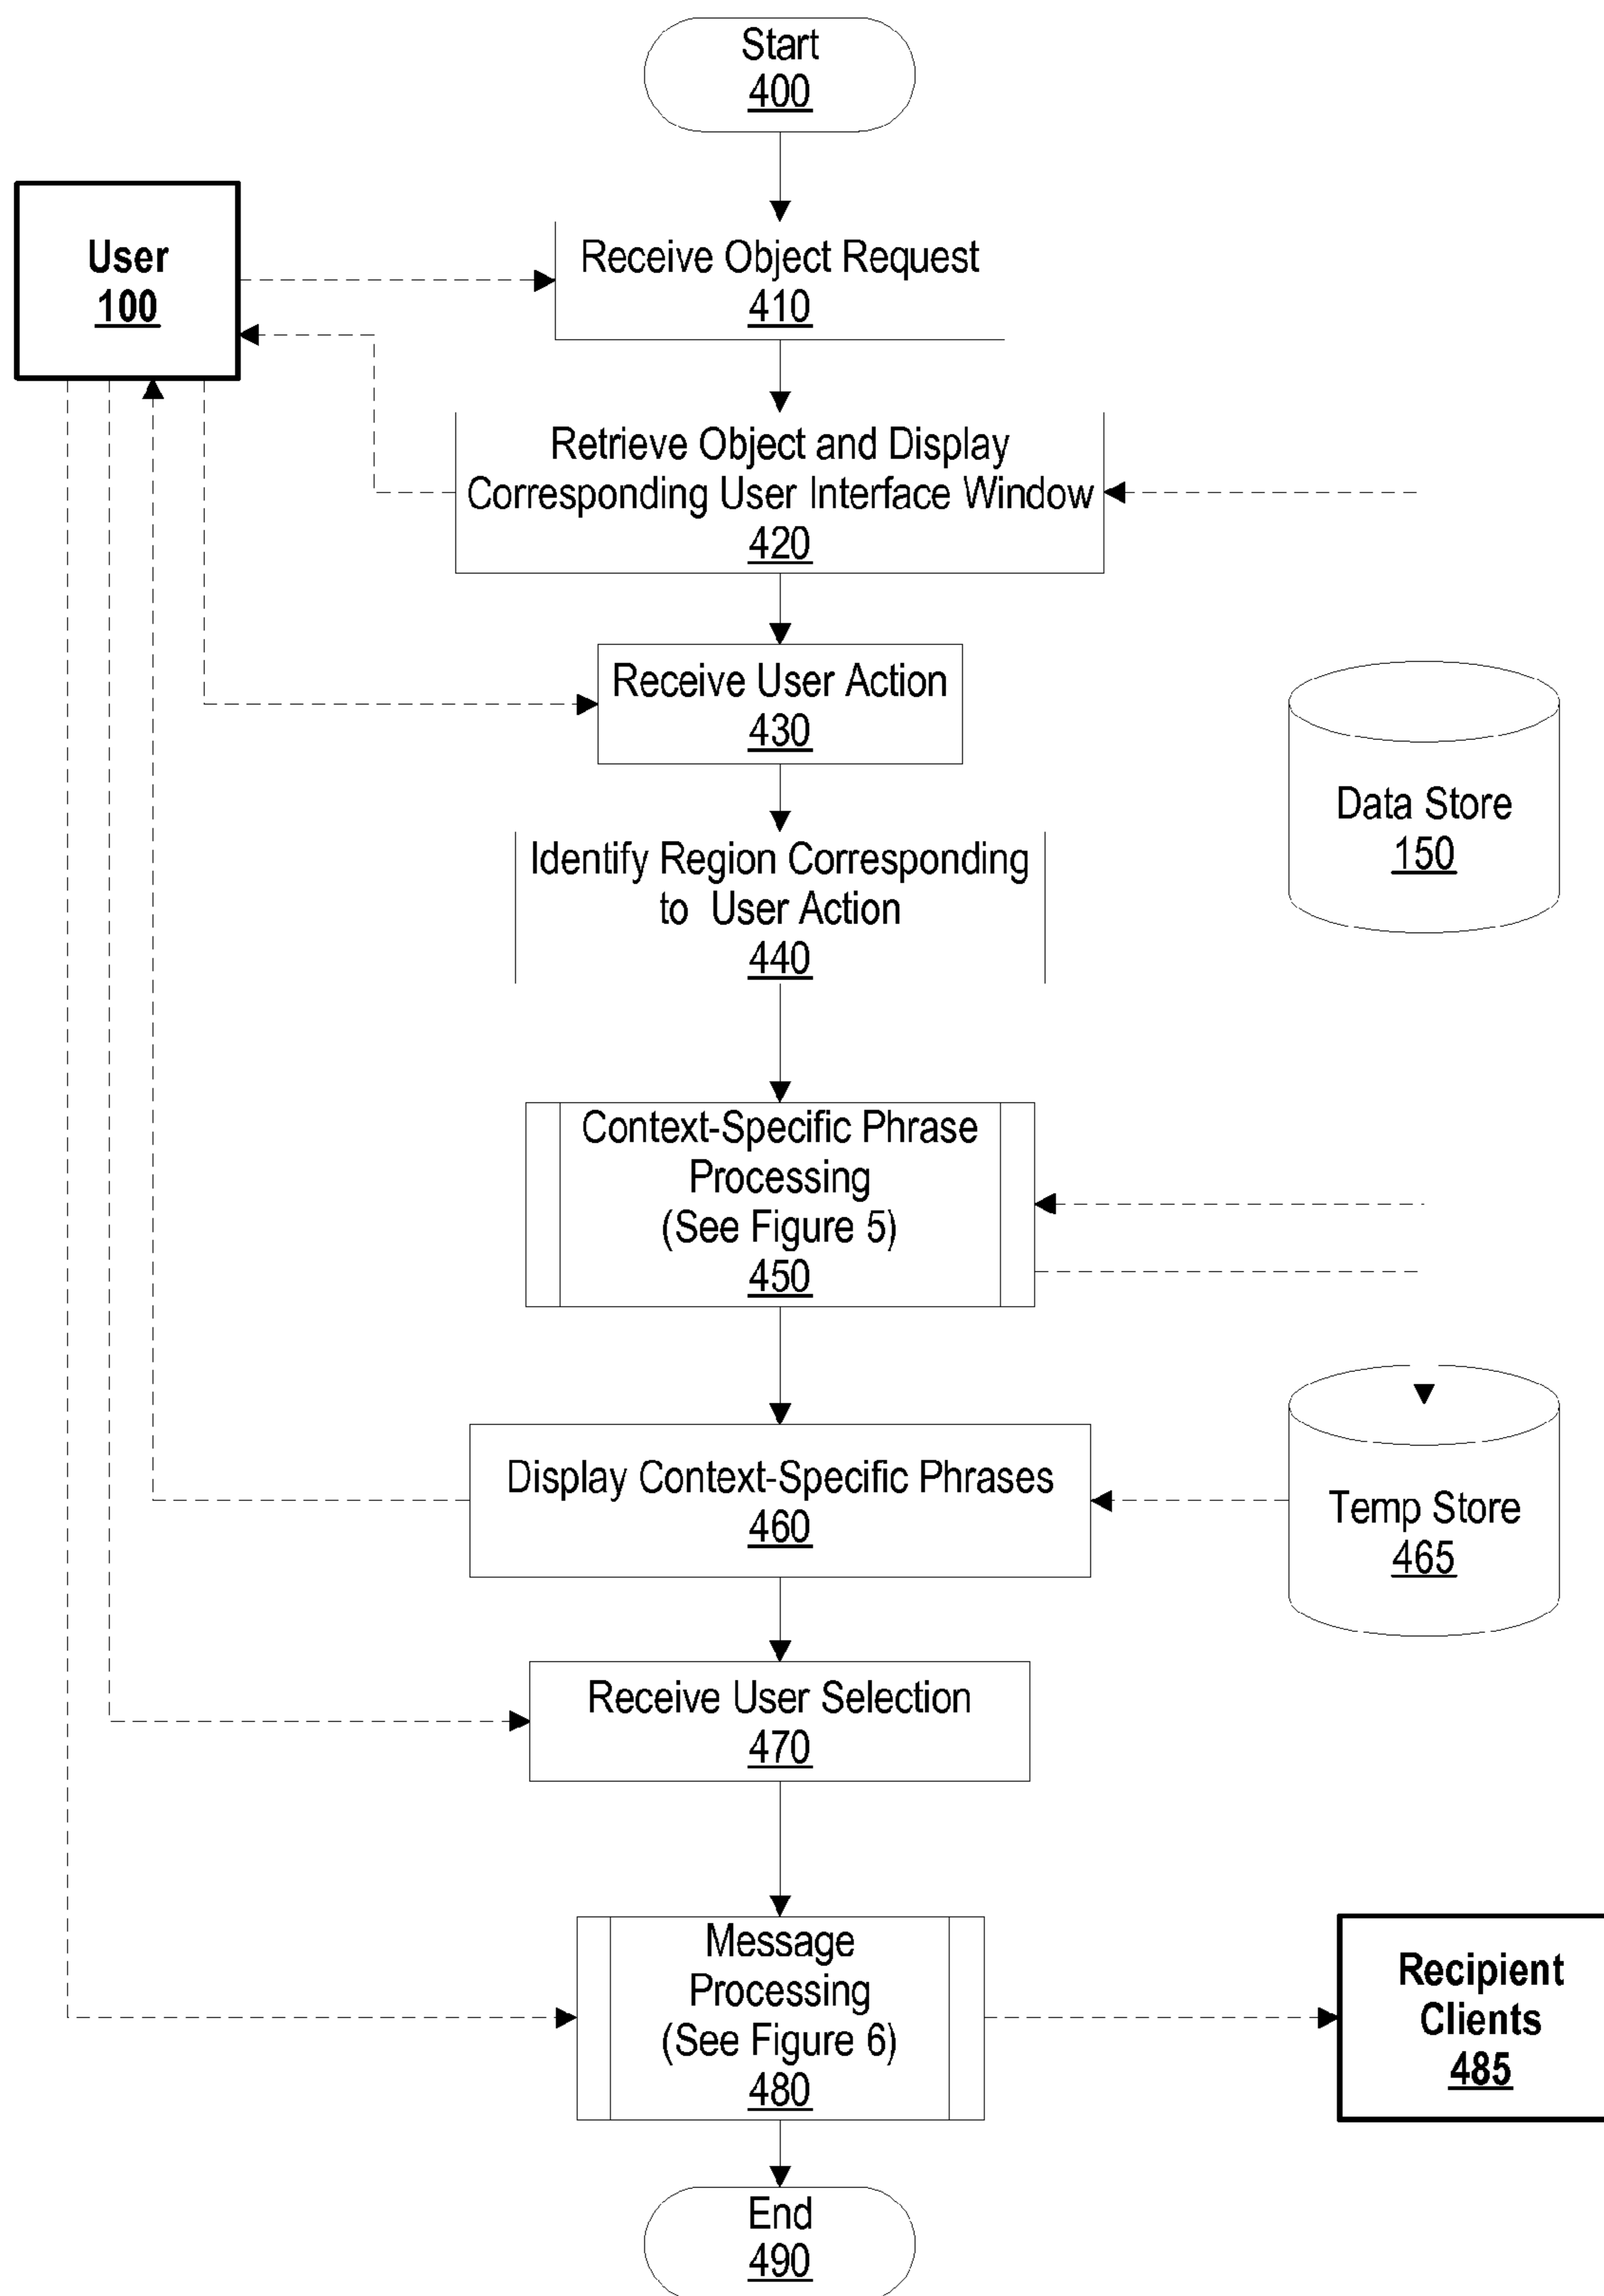 Start
400
User
100
Receive Object Request
410
Retrieve Object and Display
Corresponding User Interface Window
420
Receive User Action
430
Data Store
150
Identify Region Corresponding
to User Action
440
Context-Specific Phrase
Processing
(See Figure 5)
450
Display Context-Specific Phrases
460
Temp Store
465
Receive User Selection
470
Message
Processing
(See Figure 6)
480
Recipient
Clients
485
End
490